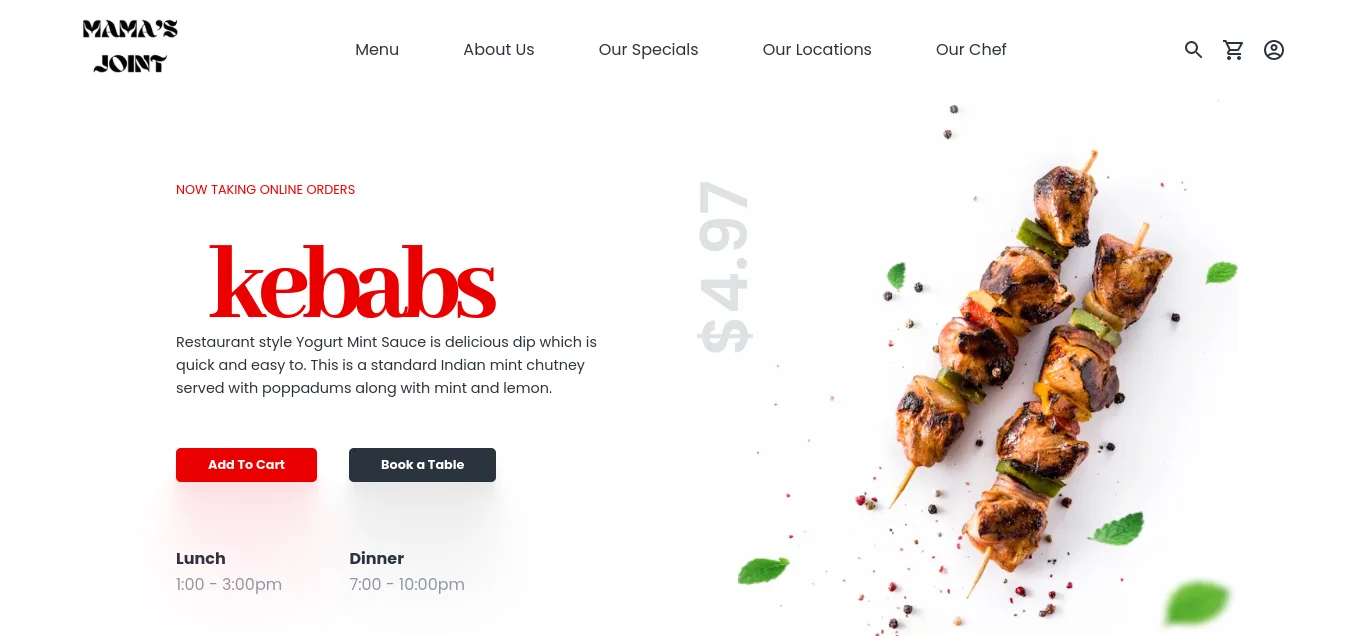 MAMA'S
JOINT
Menu
About Us
Our Specials
Our Locations
Our Chef
NOW TAKING ONLINE ORDERS
kebabs
$4.97
Restaurant style Yogurt Mint Sauce is delicious dip which is
quick and easy to. This is a standard Indian mint chutney
served with poppadums along with mint and lemon.
Add To Cart
Book a Table
Lunch
Dinner
1:00 - 3:00pm
7:00 - 10:00pm